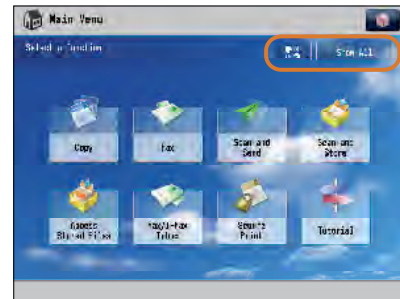 Main Menu
Select a function
Show All
Copy
Fax
Scan and
Send
Scan and
Store
Access
Stored Files
Fax/I-Fax
Inbox
Secure
Print
Tutorial